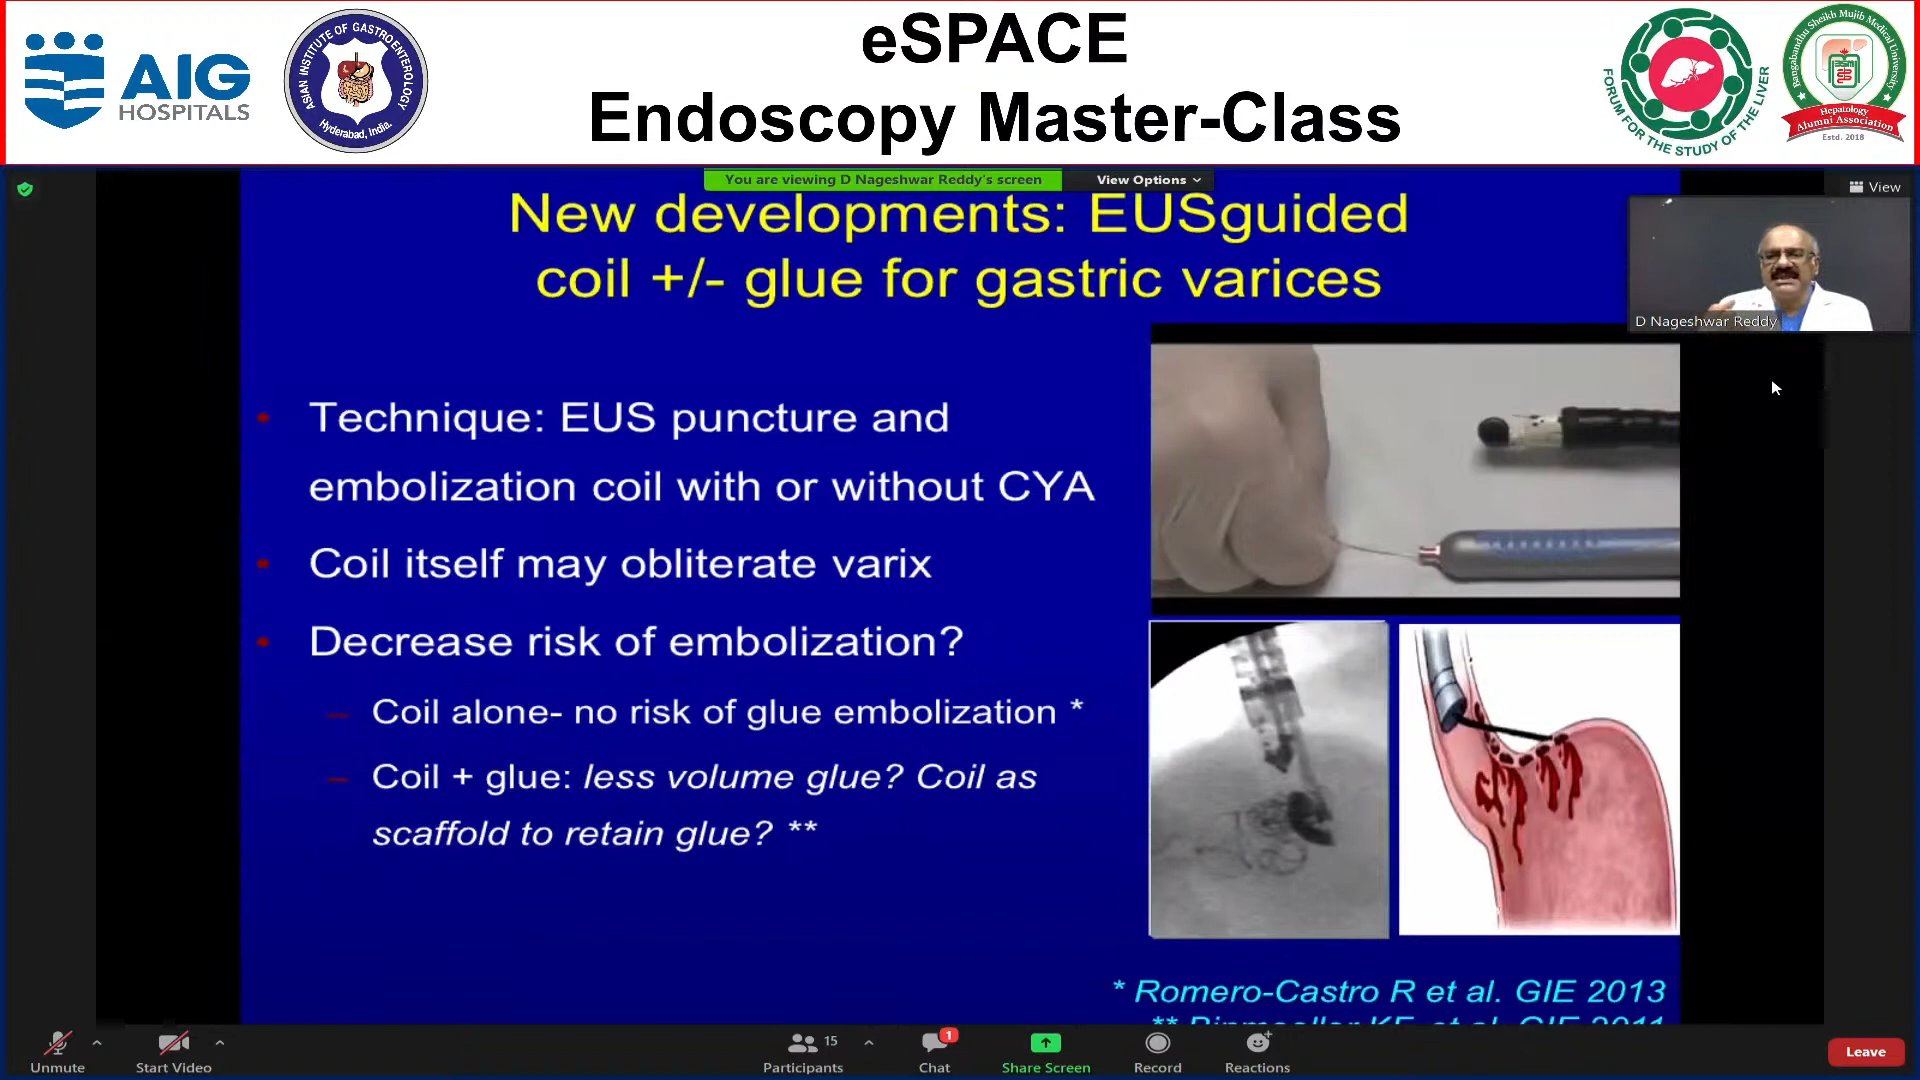 eSPACE
Endoscopy Master-Class
AIG
HOSPITALS
ASIAN INSTITUTE OF GASTROENTEROLOGY
Hyderabad, India.
FORUM FOR THE STUDY OF THE LIVER
Bangabandhu Sheikh Mujib Medical University
Hepatology
Alumni Association
Estd. 2018
You are viewing D Nageshwar Reddy's screen
View Options
View
D Nageshwar Reddy
New developments: EUSguided
coil +/- glue for gastric varices
• Technique: EUS puncture and
embolization coil with or without CYA
• Coil itself may obliterate varix
• Decrease risk of embolization?
– Coil alone- no risk of glue embolization *
– Coil + glue: less volume glue? Coil as
scaffold to retain glue? **
* Romero-Castro R et al. GIE 2013
** Binmoeller KF, et al. GIE 2011
Unmute
Start Video
15
Participants
1
Chat
Share Screen
Record
Reactions
Leave